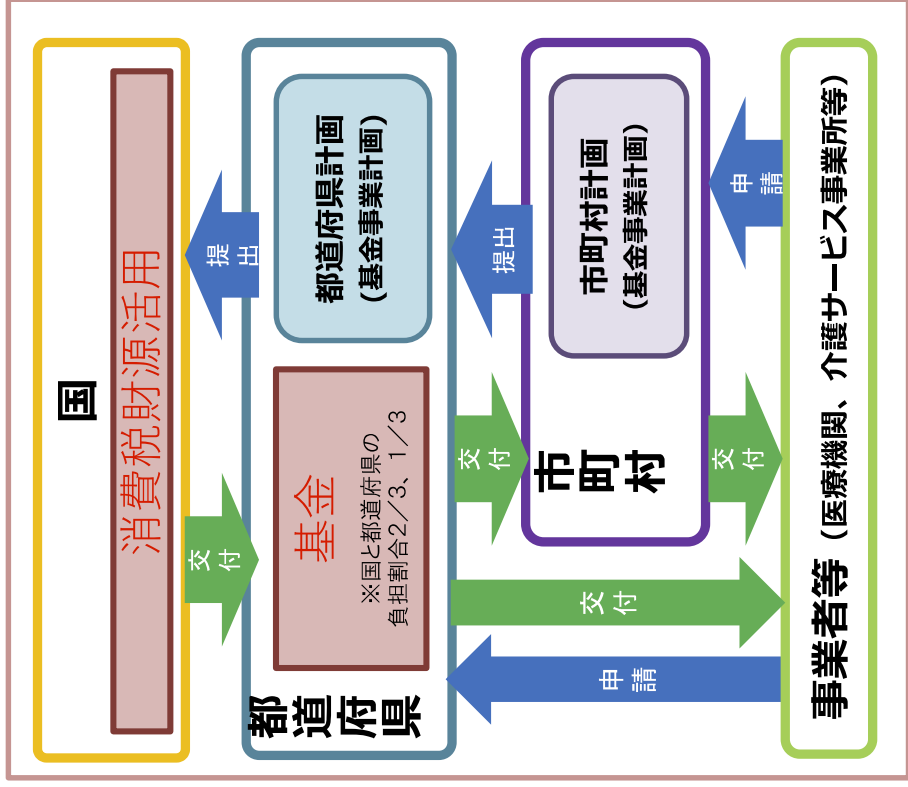 国
消費税財源活用
交付
提出
都道府県
基金
※国と都道府県の
負担割合2/3、1/3
都道府県計画
(基金事業計画)
申請
交付
交付
提出
市町村
市町村計画
(基金事業計画)
交付
申請
事業者等(医療機関、介護サービス事業所等)